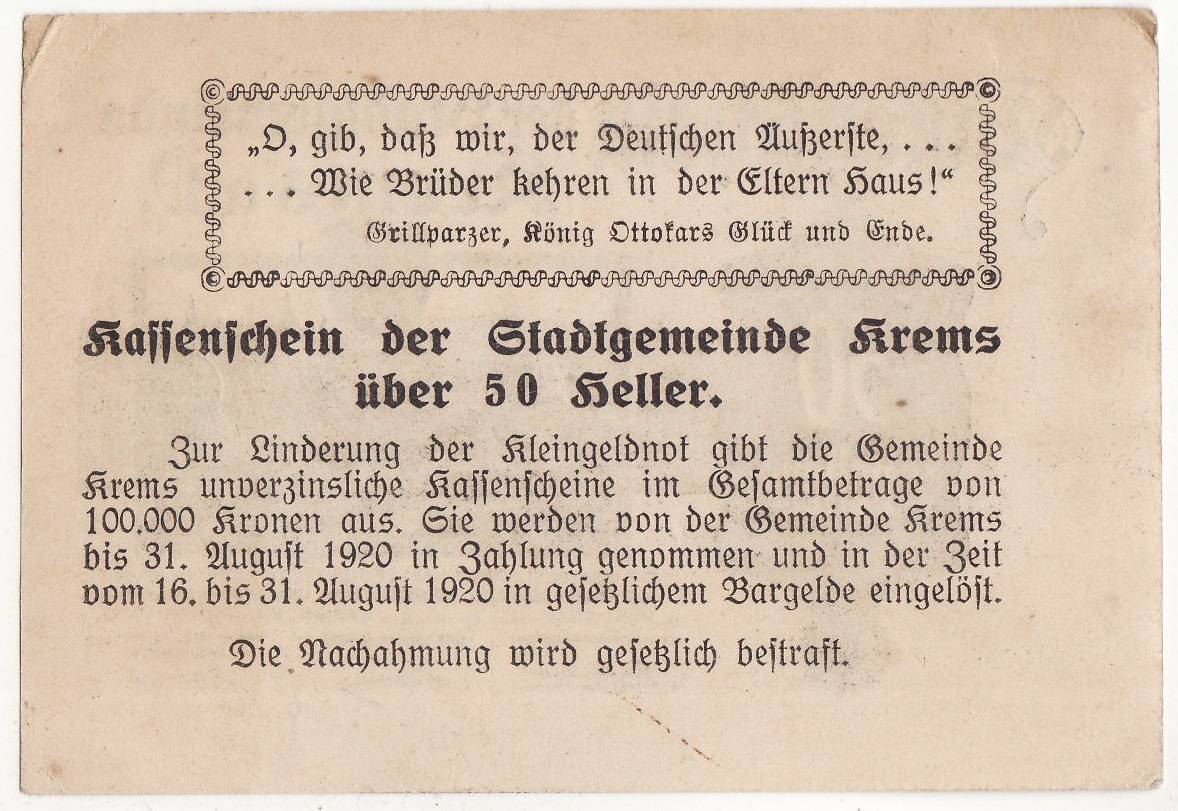 „O, gib, daß wir, der Deutschen Äußerste, . . .
. . . Wie Brüder kehren in der Eltern Haus!“
Grillparzer, König Ottokars Glück und Ende.
Kassenschein der Stadtgemeinde Krems
über 50 Heller.
Zur Linderung der Kleingeldnot gibt die Gemeinde
Krems unverzinsliche Kassenscheine im Gesamtbetrage von
100.000 Kronen aus. Sie werden von der Gemeinde Krems
bis 31. August 1920 in Zahlung genommen und in der Zeit
vom 16. bis 31. August 1920 in gesetzlichem Bargelde eingelöst.
Die Nachahmung wird gesetzlich bestraft.